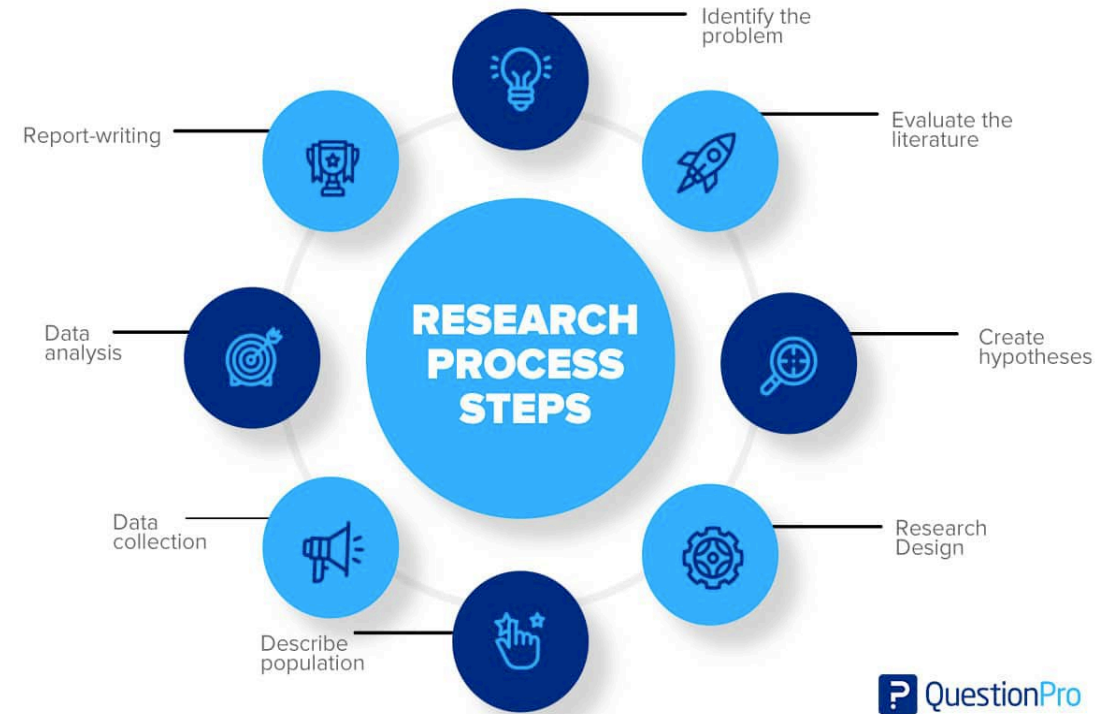 Identify the
problem
Evaluate the
literature
Create
hypotheses
Research
Design
Describe
population
Data
collection
Data
analysis
Report-writing
RESEARCH
PROCESS
STEPS
? QuestionPro